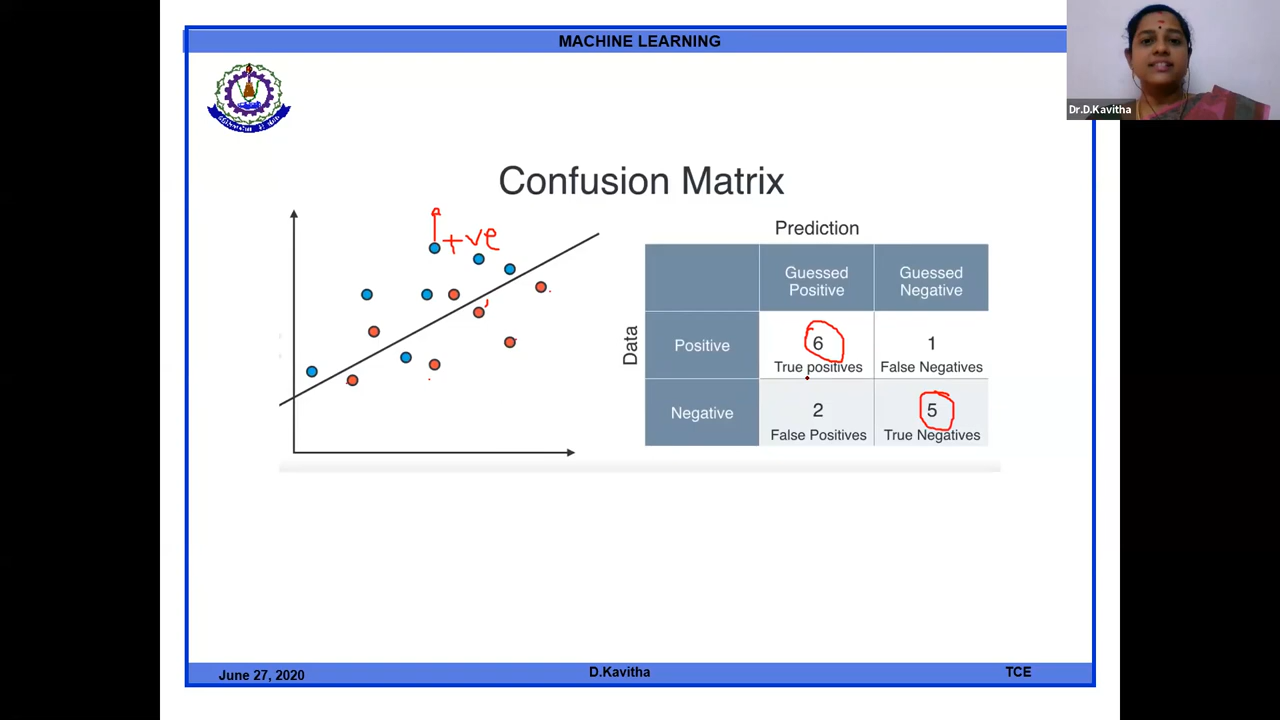 MACHINE LEARNING
Dr.D.Kavitha
Confusion Matrix
+ve
Prediction
Guessed
Positive
Guessed
Negative
Data
Positive
6
True positives
1
False Negatives
Negative
2
False Positives
5
True Negatives
June 27, 2020
D.Kavitha
TCE